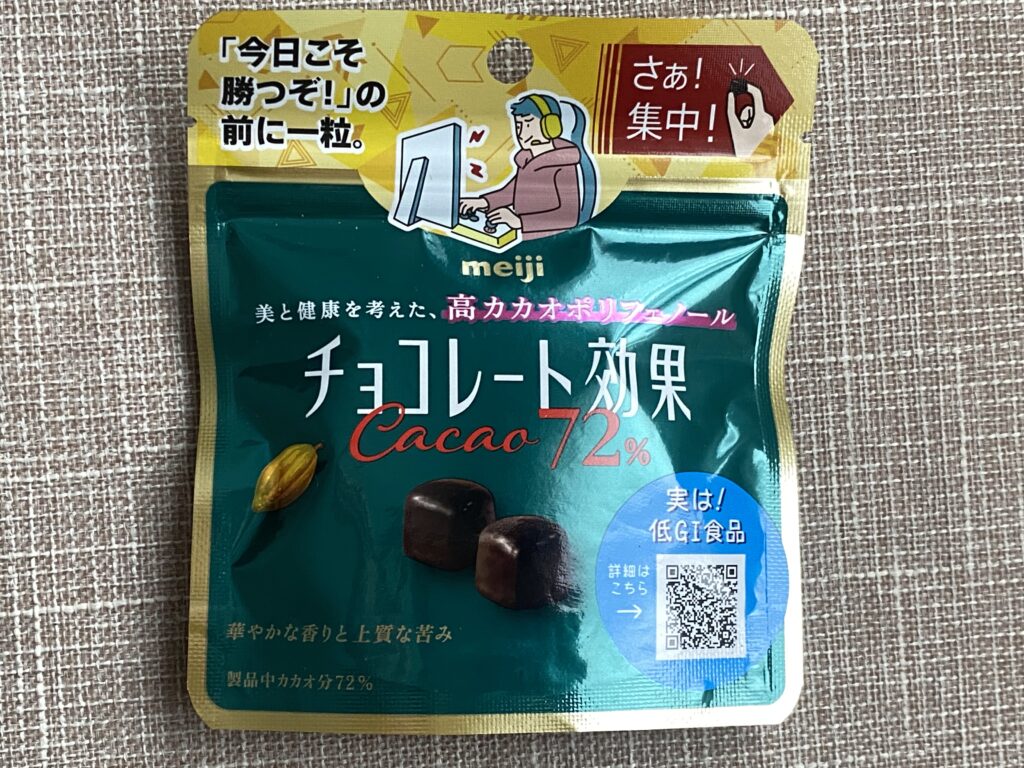 「今日こそ
勝つぞ!」の
前に一粒。
さぁ!
集中!
meiji
美と健康を考えた、高カカオポリフェノール
チョコレート効果
Cacao 72%
実は!
低GI食品
詳細は
こちら
→
華やかな香りと上質な苦み
製品中カカオ分72%